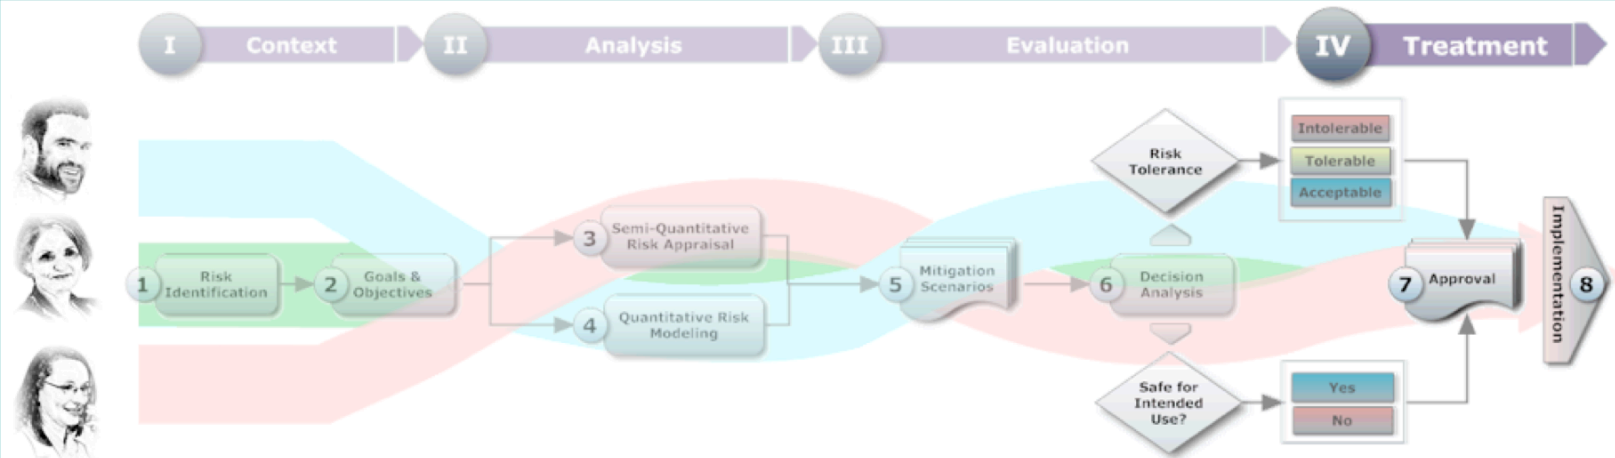 I Context II Analysis III Evaluation IV Treatment
Risk
Tolerance
Intolerable
Tolerable
Acceptable
1 Risk
Identification
2 Goals &
Objectives
3 Semi-Quantitative
Risk Appraisal
4 Quantitative Risk
Modeling
5 Mitigation
Scenarios
6 Decision
Analysis
Safe for
Intended
Use?
Yes
No
7 Approval
Implementation 8